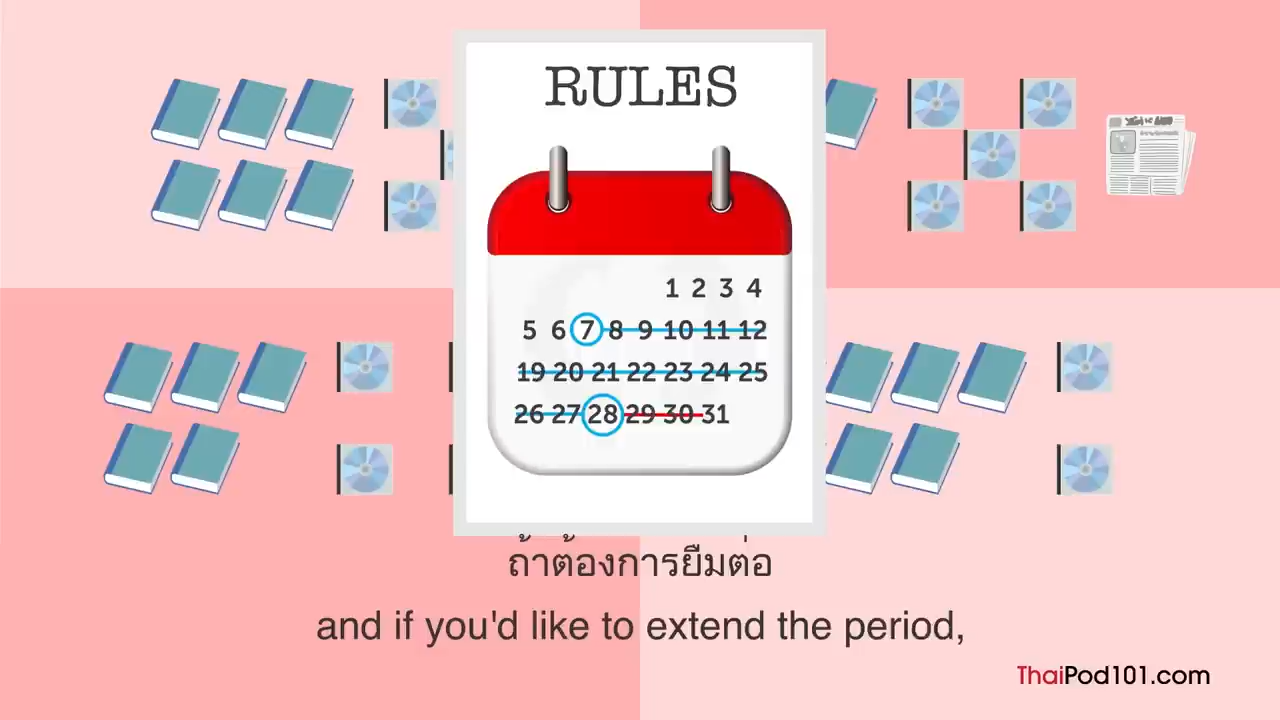 RULES
1 2 3 4
5 6 7 8 9 10 11 12
19 20 21 22 23 24 25
26 27 28 29 30 31
ถ้าต้องการยืมต่อ
and if you'd like to extend the period,
ThaiPod101.com